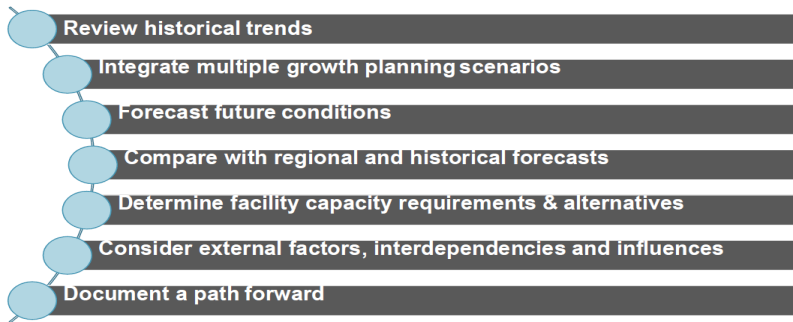 Review historical trends
Integrate multiple growth planning scenarios
Forecast future conditions
Compare with regional and historical forecasts
Determine facility capacity requirements & alternatives
Consider external factors, interdependencies and influences
Document a path forward